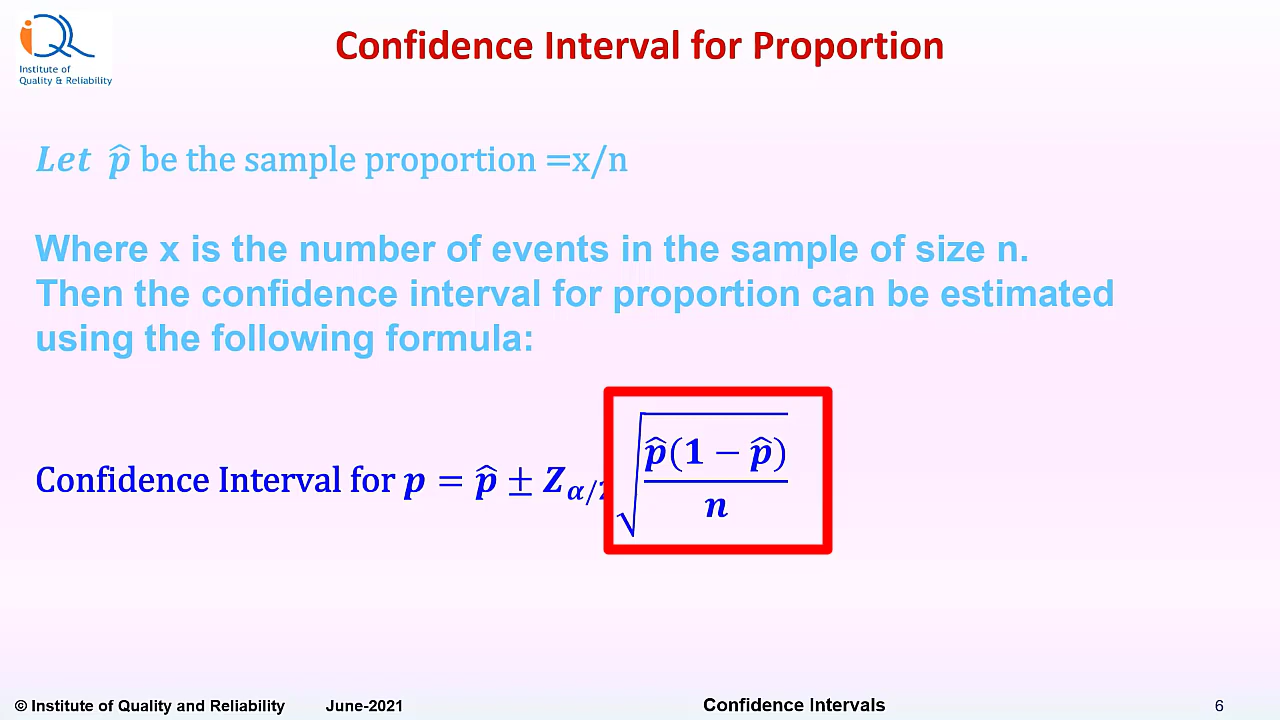 Institute of
Quality & Reliability
Confidence Interval for Proportion
Let p̂ be the sample proportion =x/n
Where x is the number of events in the sample of size n.
Then the confidence interval for proportion can be estimated
using the following formula:
Confidence Interval for p = p̂ ± Z_α/2 √(p̂(1 − p̂)/n)
© Institute of Quality and Reliability June-2021 Confidence Intervals 6